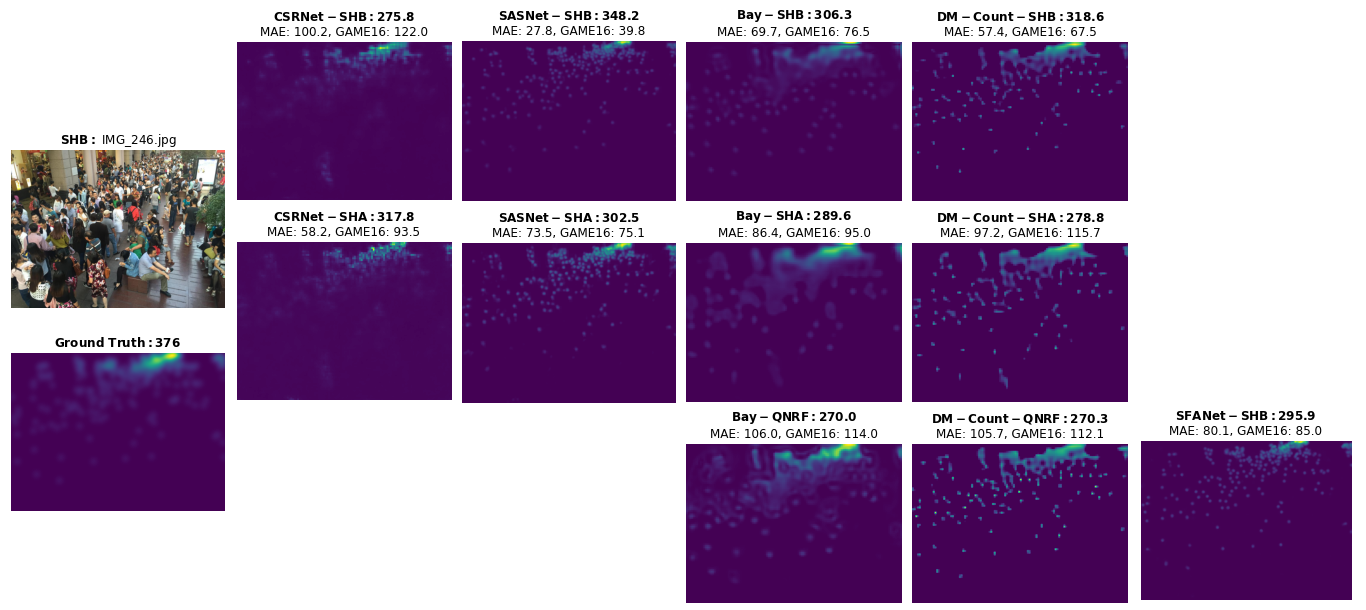 CSRNet − SHB : 275.8
MAE: 100.2, GAME16: 122.0
SASNet − SHB : 348.2
MAE: 27.8, GAME16: 39.8
Bay − SHB : 306.3
MAE: 69.7, GAME16: 76.5
DM − Count − SHB : 318.6
MAE: 57.4, GAME16: 67.5
SHB : IMG_246.jpg
CSRNet − SHA : 317.8
MAE: 58.2, GAME16: 93.5
SASNet − SHA : 302.5
MAE: 73.5, GAME16: 75.1
Bay − SHA : 289.6
MAE: 86.4, GAME16: 95.0
DM − Count − SHA : 278.8
MAE: 97.2, GAME16: 115.7
Ground Truth : 376
Bay − QNRF : 270.0
MAE: 106.0, GAME16: 114.0
DM − Count − QNRF : 270.3
MAE: 105.7, GAME16: 112.1
SFANet − SHB : 295.9
MAE: 80.1, GAME16: 85.0